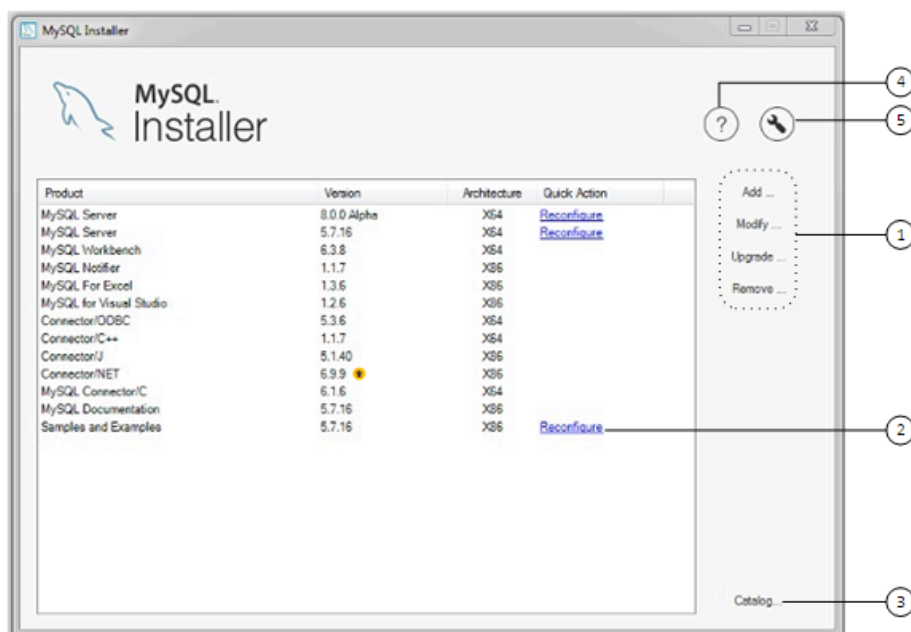 MySQL Installer
MySQL.
Installer
4
?
5
Product Version Architecture Quick Action
MySQL Server 8.0.0 Alpha X64 Reconfigure
MySQL Server 5.7.16 X64 Reconfigure
MySQL Workbench 6.3.8 X64
MySQL Notifier 1.1.7 X86
MySQL For Excel 1.3.6 X86
MySQL for Visual Studio 1.2.6 X86
Connector/ODBC 5.3.6 X64
Connector/C++ 1.1.7 X64
Connector/J 5.1.40 X86
Connector/NET 6.9.9 X86
MySQL Connector/C 6.1.6 X64
MySQL Documentation 5.7.16 X86
Samples and Examples 5.7.16 X86 Reconfigure
Add ...
Modify ...
Upgrade ...
Remove ...
1
2
Catalog...
3